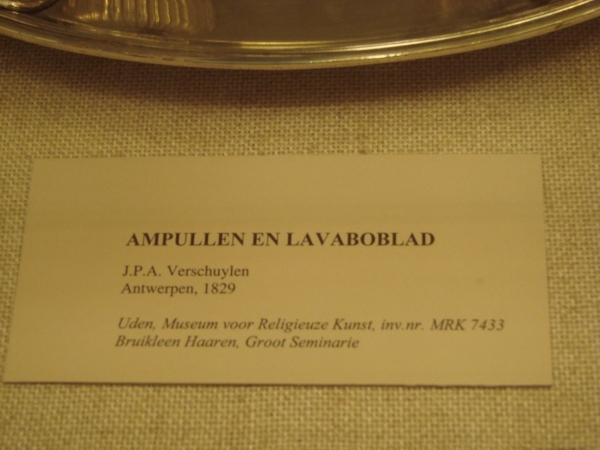 AMPULLEN EN LAVABOBLAD
J.P.A. Verschuylen
Antwerpen, 1829
Uden, Museum voor Religieuze Kunst, inv.nr. MRK 7433
Bruikleen Haaren, Groot Seminarie